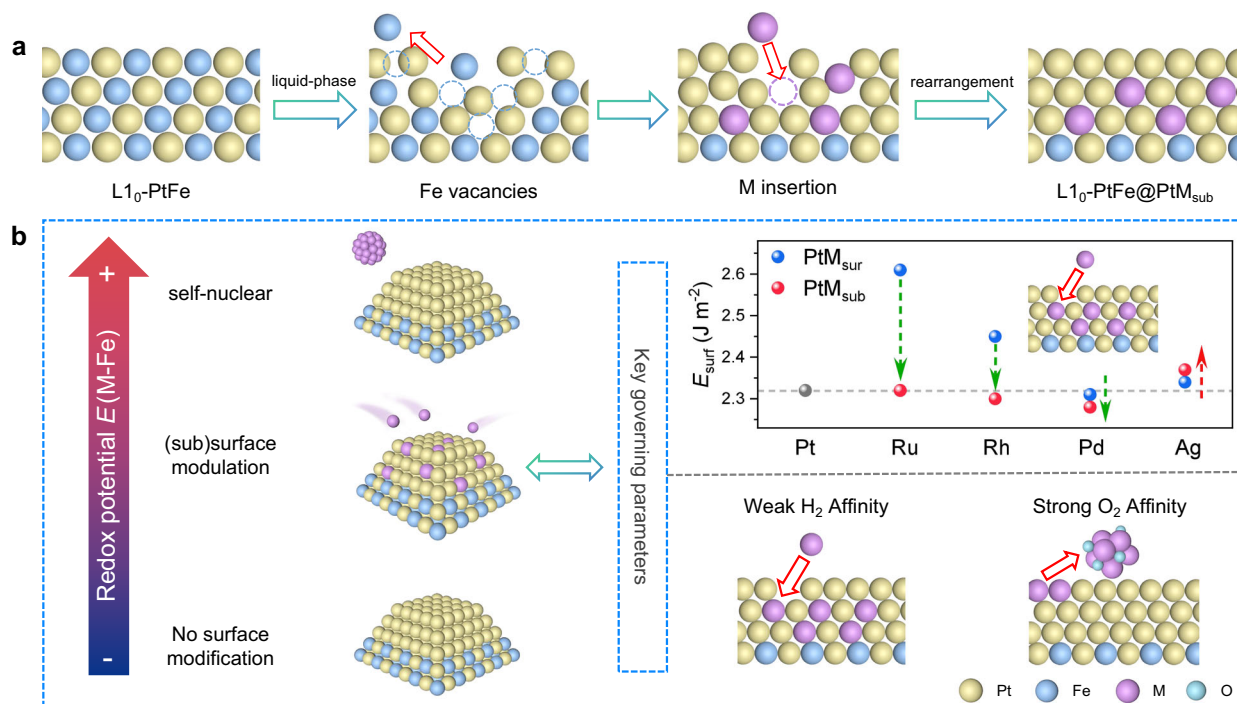 a
liquid-phase
rearrangement
L1₀-PtFe
Fe vacancies
M insertion
L1₀-PtFe@PtM_sub
b
+
Redox potential E (M-Fe)
-
self-nuclear
(sub)surface
modulation
No surface
modification
Key governing parameters
E_surf (J m⁻²)
2.6
2.5
2.4
2.3
PtM_sur
PtM_sub
Pt
Ru
Rh
Pd
Ag
Weak H₂ Affinity
Strong O₂ Affinity
Pt
Fe
M
O